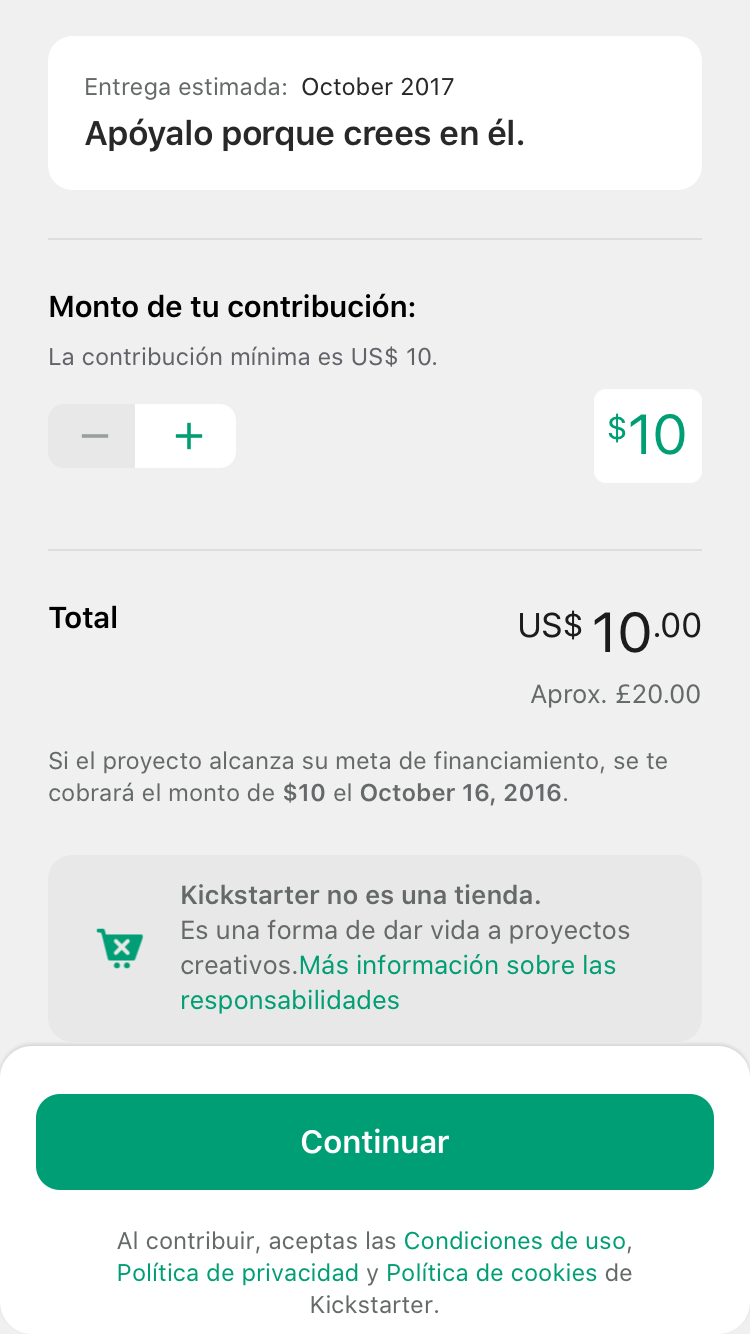 Entrega estimada: October 2017
Apóyalo porque crees en él.
Monto de tu contribución:
La contribución mínima es US$ 10.
$10
Total
US$ 10.00
Aprox. £20.00
Si el proyecto alcanza su meta de financiamiento, se te
cobrará el monto de $10 el October 16, 2016.
Kickstarter no es una tienda.
Es una forma de dar vida a proyectos
creativos.Más información sobre las
responsabilidades
Continuar
Al contribuir, aceptas las Condiciones de uso,
Política de privacidad y Política de cookies de
Kickstarter.